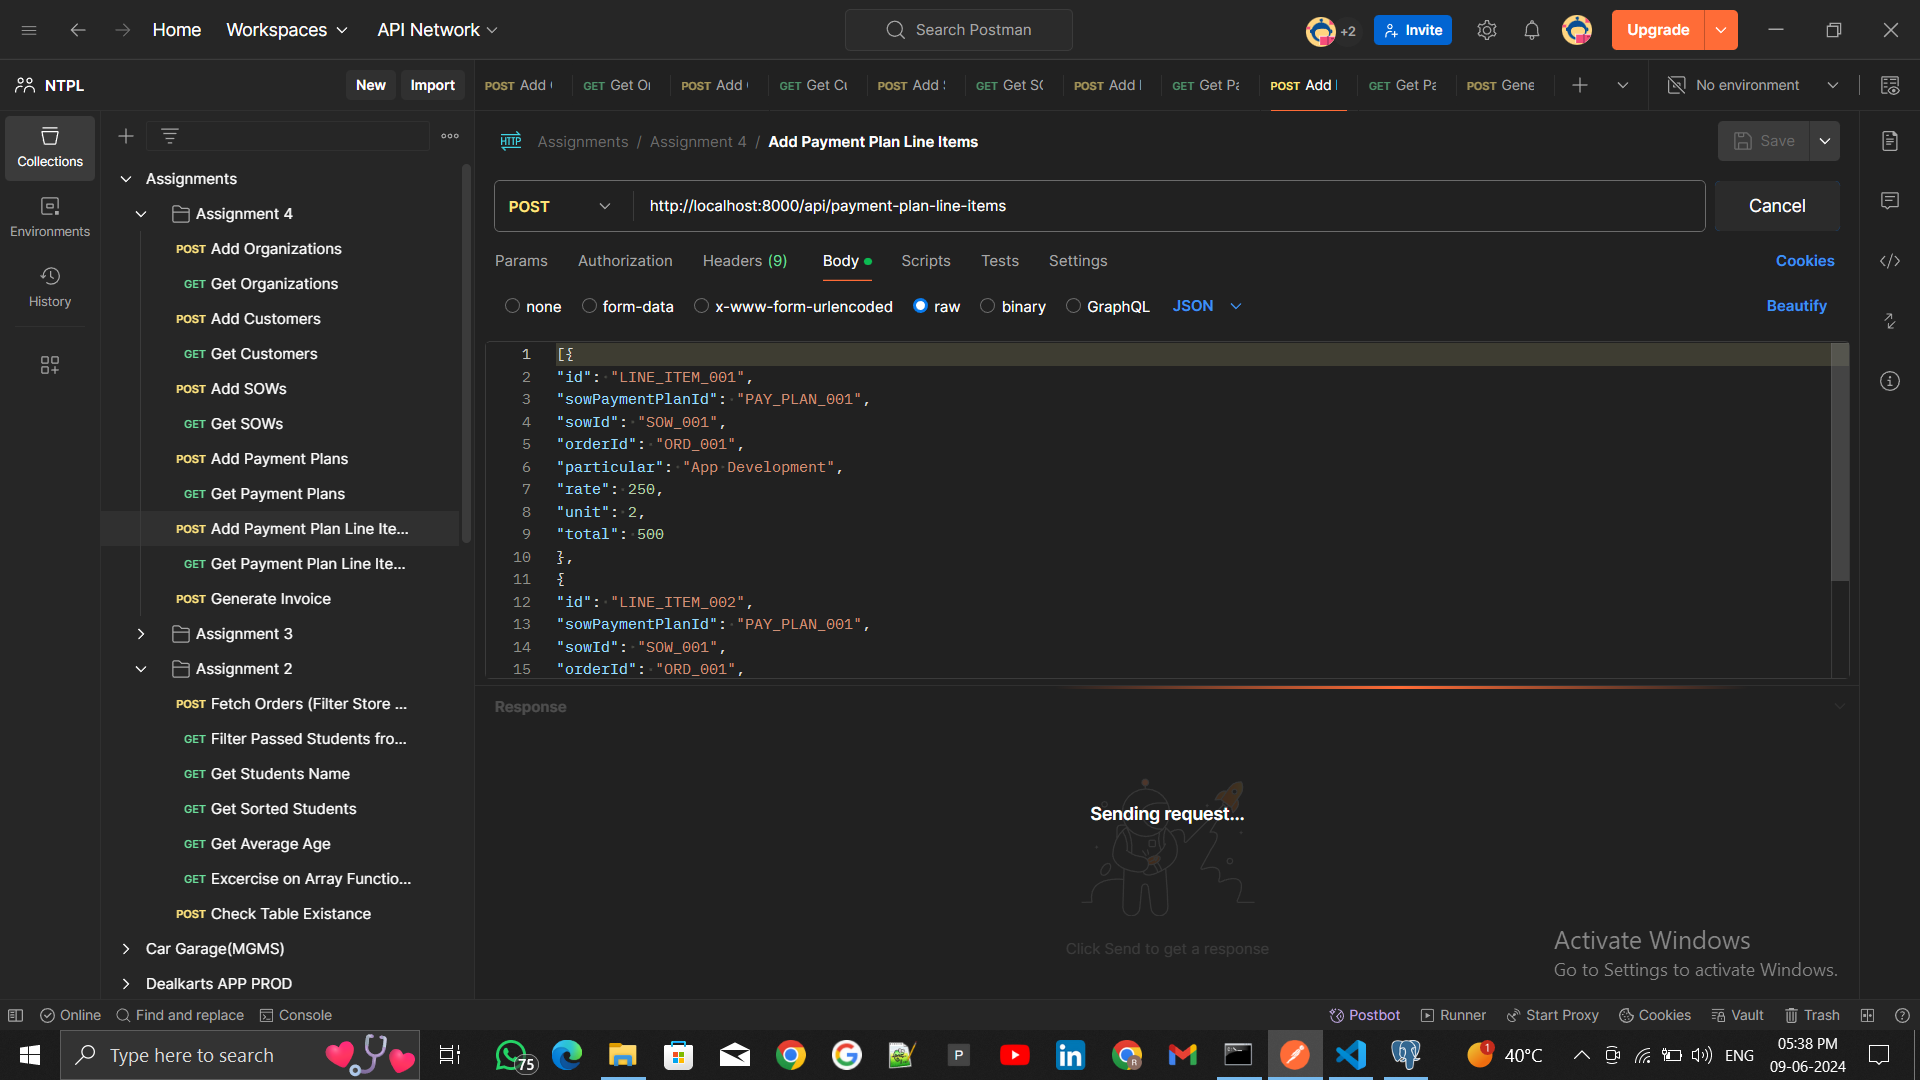 Home
Workspaces
API Network
Search Postman
+2
Invite
Upgrade
NTPL
New
Import
POST Add
GET Get Or
POST Add
GET Get Cu
POST Add
GET Get SO
POST Add
GET Get Pa
POST Add
GET Get Pa
POST Gene
No environment
Collections
Environments
History
Assignments
Assignment 4
POST Add Organizations
GET Get Organizations
POST Add Customers
GET Get Customers
POST Add SOWs
GET Get SOWs
POST Add Payment Plans
GET Get Payment Plans
POST Add Payment Plan Line Ite...
GET Get Payment Plan Line Ite...
POST Generate Invoice
Assignment 3
Assignment 2
POST Fetch Orders (Filter Store ...
GET Filter Passed Students fro...
GET Get Students Name
GET Get Sorted Students
GET Get Average Age
GET Excercise on Array Functio...
POST Check Table Existance
Car Garage(MGMS)
Dealkarts APP PROD
HTTP Assignments / Assignment 4 / Add Payment Plan Line Items
Save
POST http://localhost:8000/api/payment-plan-line-items
Cancel
Params Authorization Headers (9) Body Scripts Tests Settings
Cookies
none form-data x-www-form-urlencoded raw binary GraphQL JSON
Beautify
1 [{
2 "id": "LINE_ITEM_001",
3 "sowPaymentPlanId": "PAY_PLAN_001",
4 "sowId": "SOW_001",
5 "orderId": "ORD_001",
6 "particular": "App Development",
7 "rate": 250,
8 "unit": 2,
9 "total": 500
10 },
11 {
12 "id": "LINE_ITEM_002",
13 "sowPaymentPlanId": "PAY_PLAN_001",
14 "sowId": "SOW_001",
15 "orderId": "ORD_001",
Response
Sending request...
Click Send to get a response
Activate Windows
Go to Settings to activate Windows.
Online
Find and replace
Console
Postbot
Runner
Start Proxy
Cookies
Vault
Trash
Type here to search
75
P
R
1
40°C
ENG
05:38 PM
09-06-2024